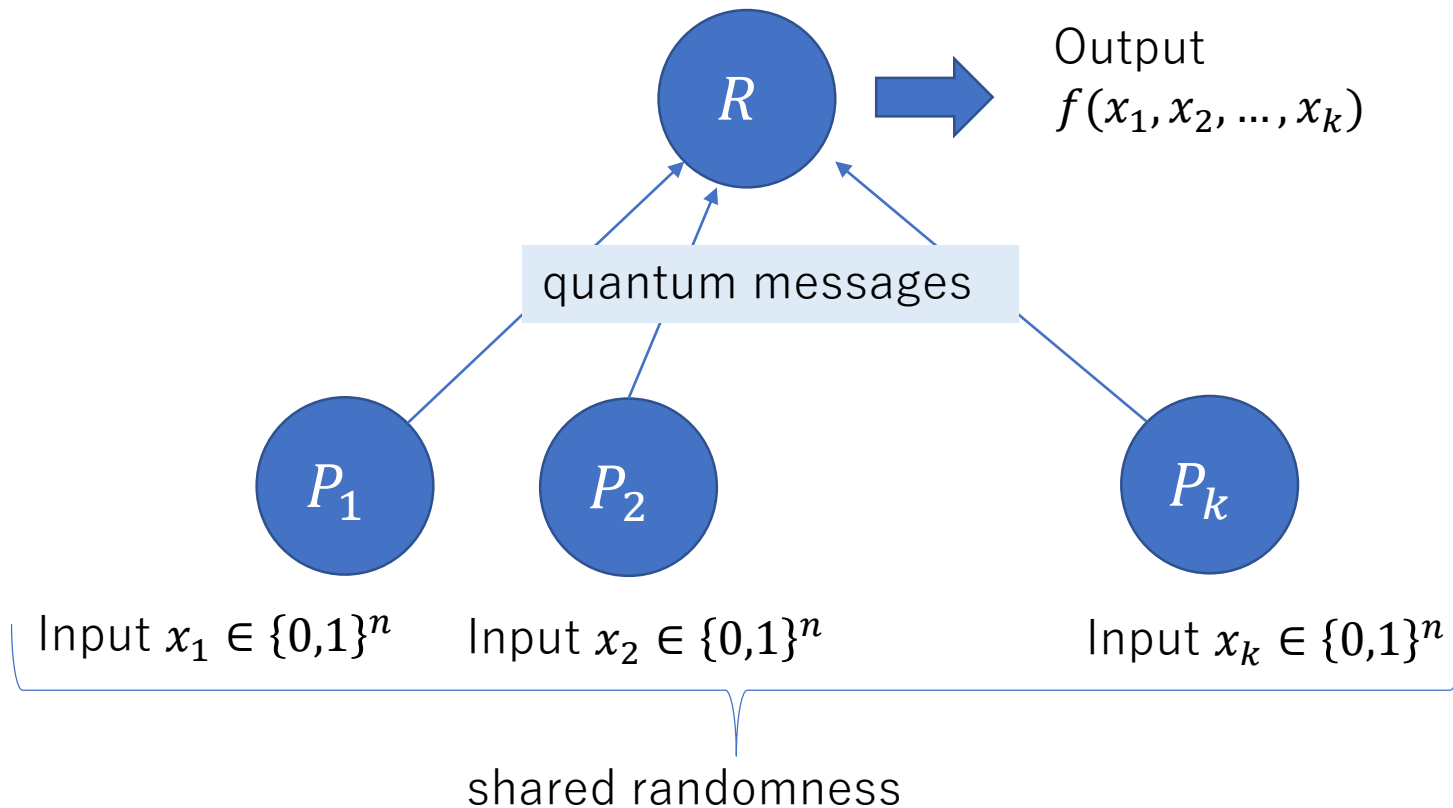 R
Output
f(x₁, x₂, … , xₖ)
quantum messages
P₁
P₂
Pₖ
Input x₁ ∈ {0,1}ⁿ
Input x₂ ∈ {0,1}ⁿ
Input xₖ ∈ {0,1}ⁿ
shared randomness